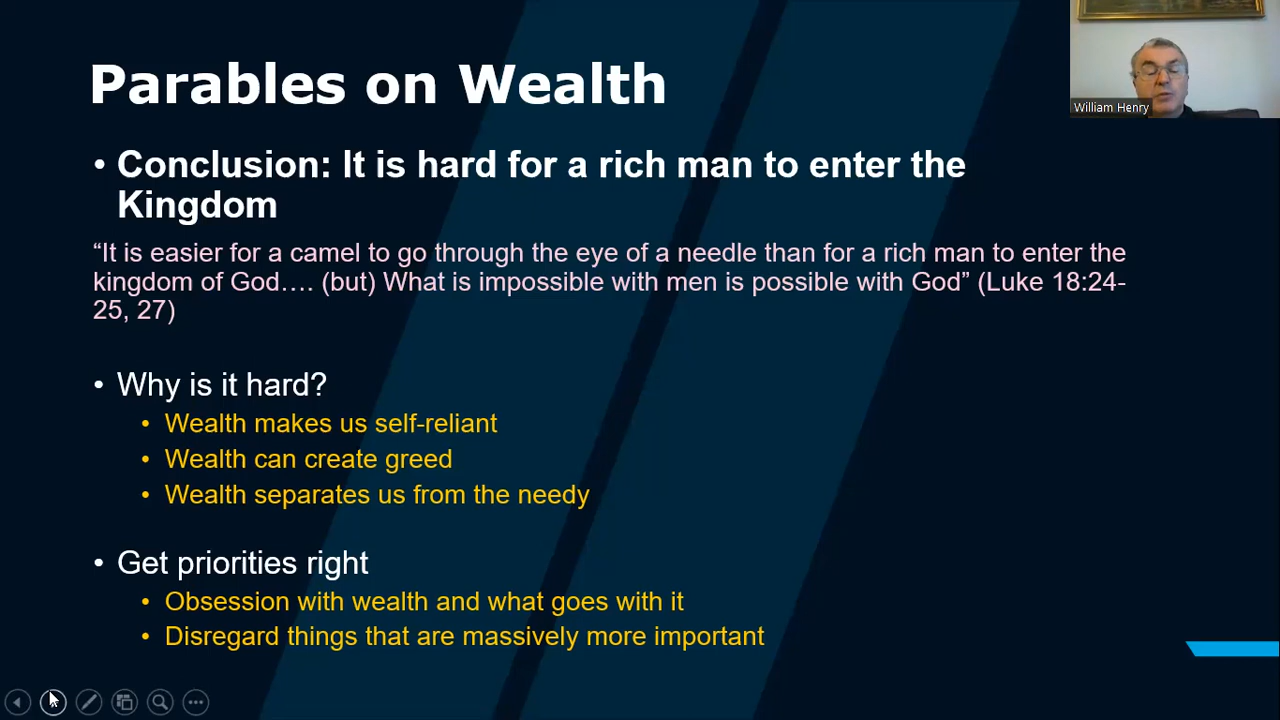 Parables on Wealth
William Henry
• Conclusion: It is hard for a rich man to enter the
Kingdom
“It is easier for a camel to go through the eye of a needle than for a rich man to enter the
kingdom of God…. (but) What is impossible with men is possible with God” (Luke 18:24-
25, 27)
• Why is it hard?
• Wealth makes us self-reliant
• Wealth can create greed
• Wealth separates us from the needy
• Get priorities right
• Obsession with wealth and what goes with it
• Disregard things that are massively more important